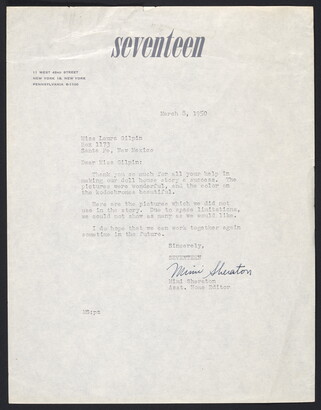 seventeen
11 WEST 42nd STREET
NEW YORK 18, NEW YORK
PENNSYLVANIA 6-7100
March 8, 1950
Miss Laura Gilpin
Box 1173
Santa Fe, New Mexico
Dear Miss Gilpin:
Thank you so much for all your help in
making our doll house story a success. The
pictures were wonderful, and the color on
the kodachromes beautiful.
Here are the pictures which we did not
use in the story. Due to space limitations,
we could not show as many as we would like.
I do hope that we can work together again
sometime in the future.
Sincerely,
SEVENTEEN
Mimi Sheraton
Mimi Sheraton
Asst. Home Editor